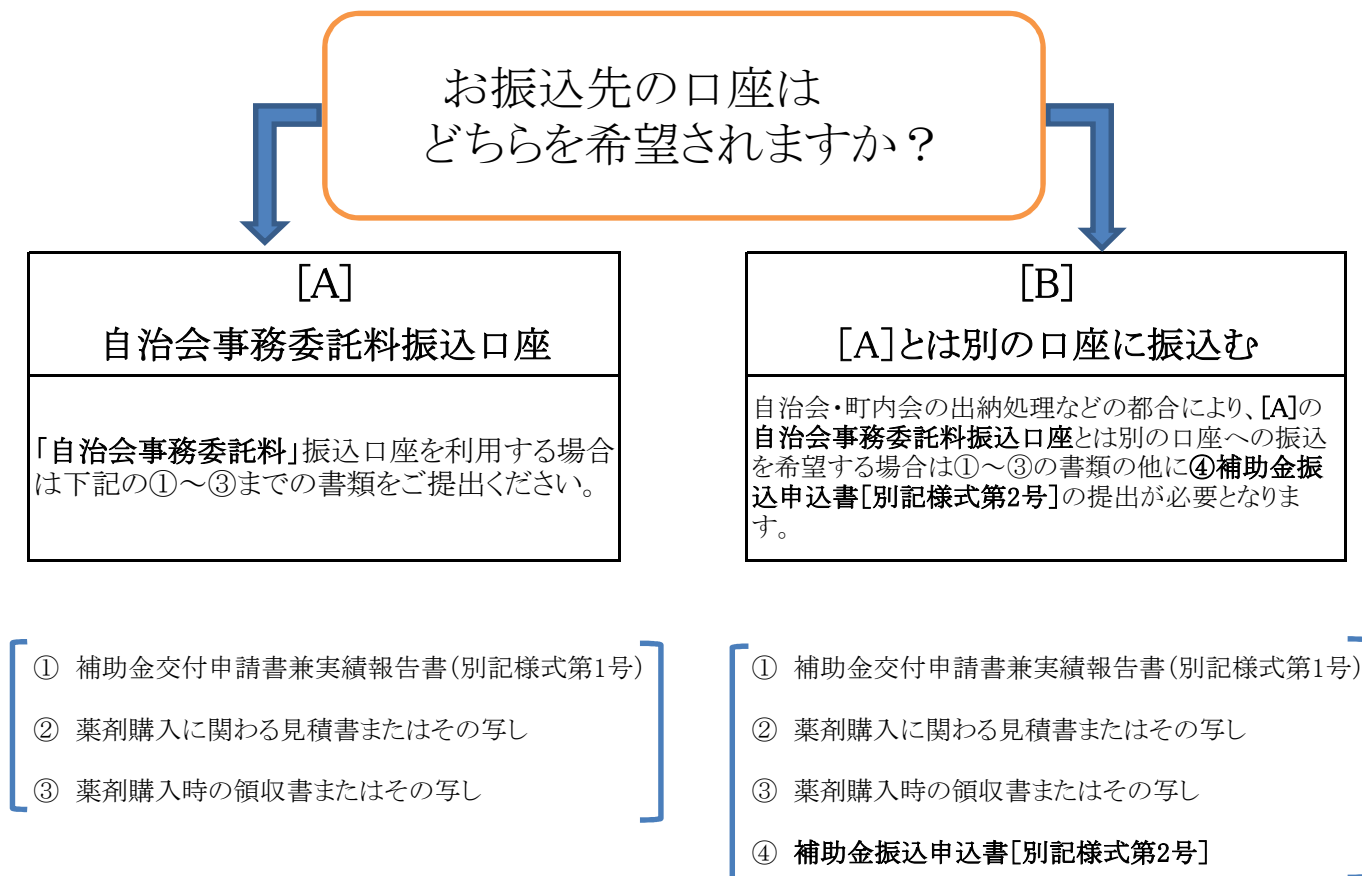 お振込先の口座は
どちらを希望されますか？
[A]
自治会事務委託料振込口座
「自治会事務委託料」振込口座を利用する場合
は下記の①～③までの書類をご提出ください。
[B]
[A]とは別の口座に振込む
自治会・町内会の出納処理などの都合により、[A]の
自治会事務委託料振込口座とは別の口座への振込
を希望する場合は①～③の書類の他に④補助金振
込申込書[別記様式第2号]の提出が必要となりま
す。
① 補助金交付申請書兼実績報告書(別記様式第1号)
② 薬剤購入に関わる見積書またはその写し
③ 薬剤購入時の領収書またはその写し
① 補助金交付申請書兼実績報告書(別記様式第1号)
② 薬剤購入に関わる見積書またはその写し
③ 薬剤購入時の領収書またはその写し
④ 補助金振込申込書[別記様式第2号]